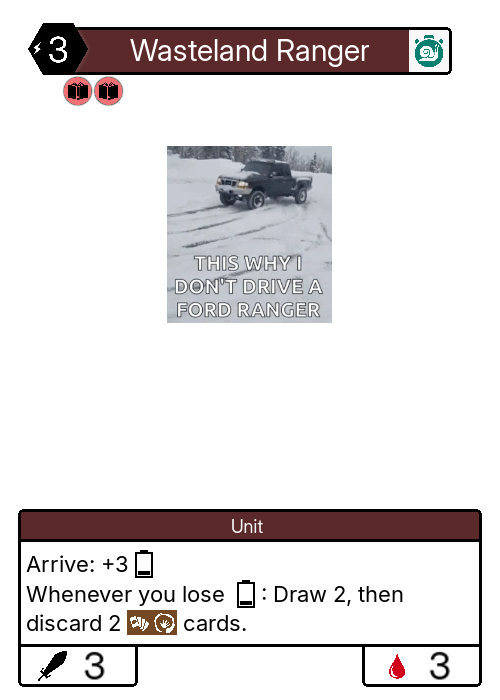 3
Wasteland Ranger
THIS WHY I
DON'T DRIVE A
FORD RANGER
Unit
Arrive: +3
Whenever you lose : Draw 2, then
discard 2 cards.
3
3